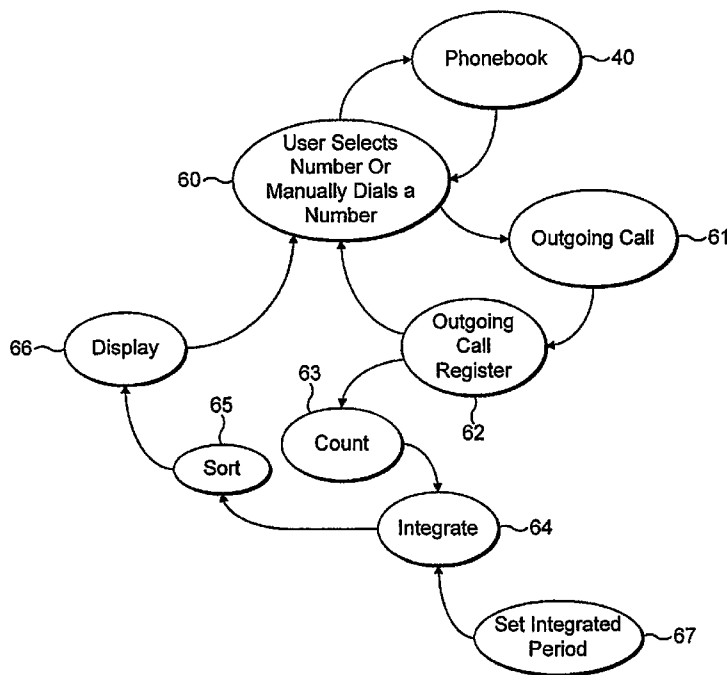 Phonebook
40
User Selects
Number Or
Manually Dials a
Number
60
Outgoing Call
61
Outgoing
Call
Register
62
Display
66
63
Count
65
Sort
Integrate
64
Set Integrated
Period
67